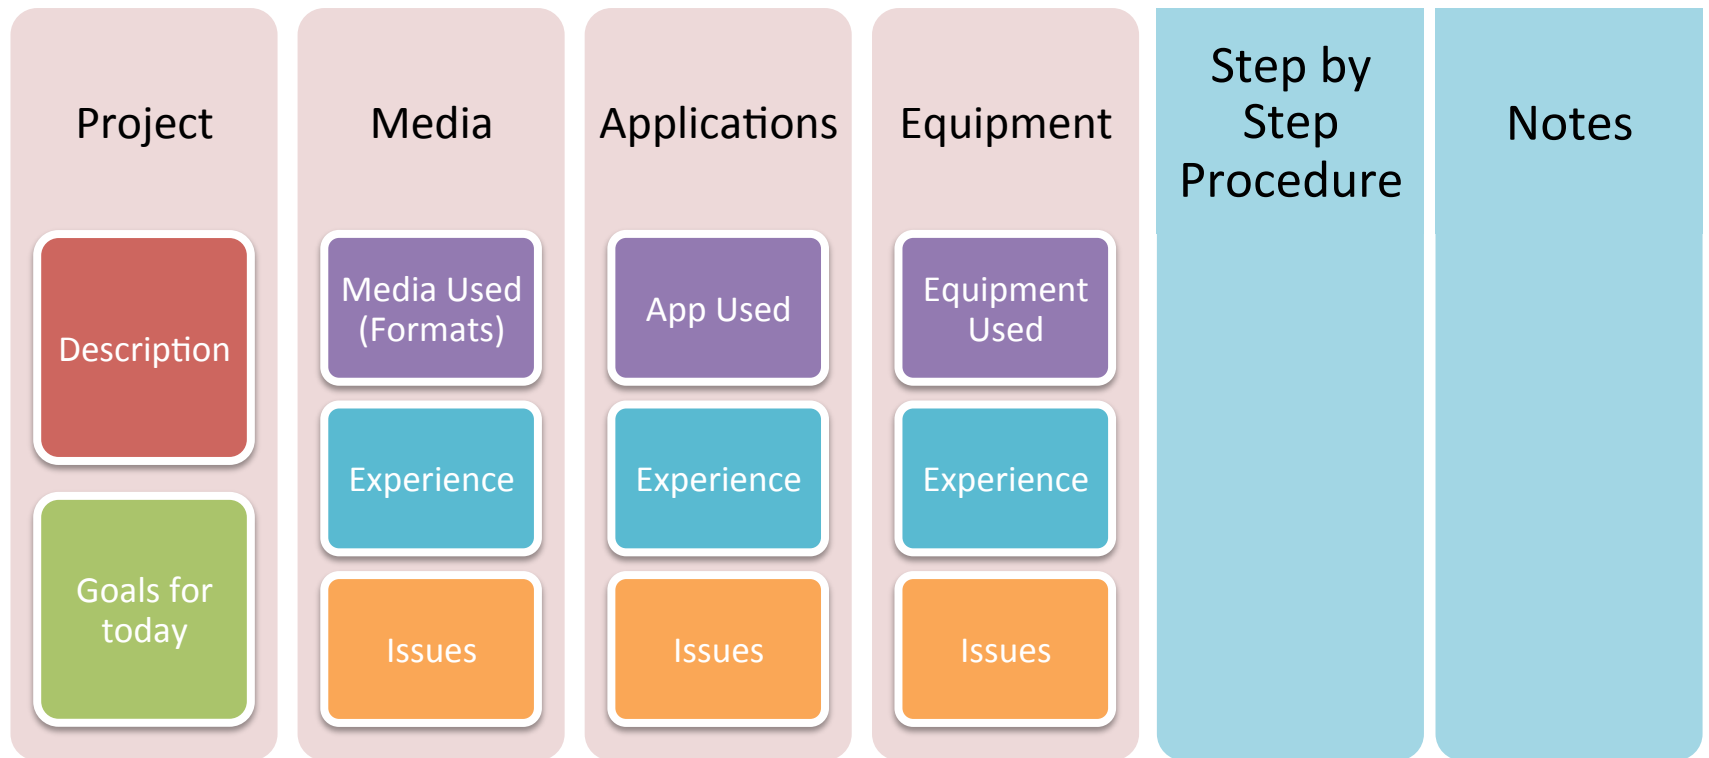 Project
Description
Goals for
today
Media
Media Used
(Formats)
Experience
Issues
Applications
App Used
Experience
Issues
Equipment
Equipment
Used
Experience
Issues
Step by
Step
Procedure
Notes